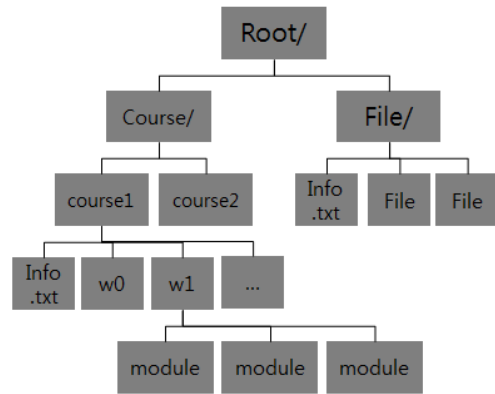 Root/
Course/
File/
course1
course2
Info
.txt
File
File
Info
.txt
w0
w1
...
module
module
module